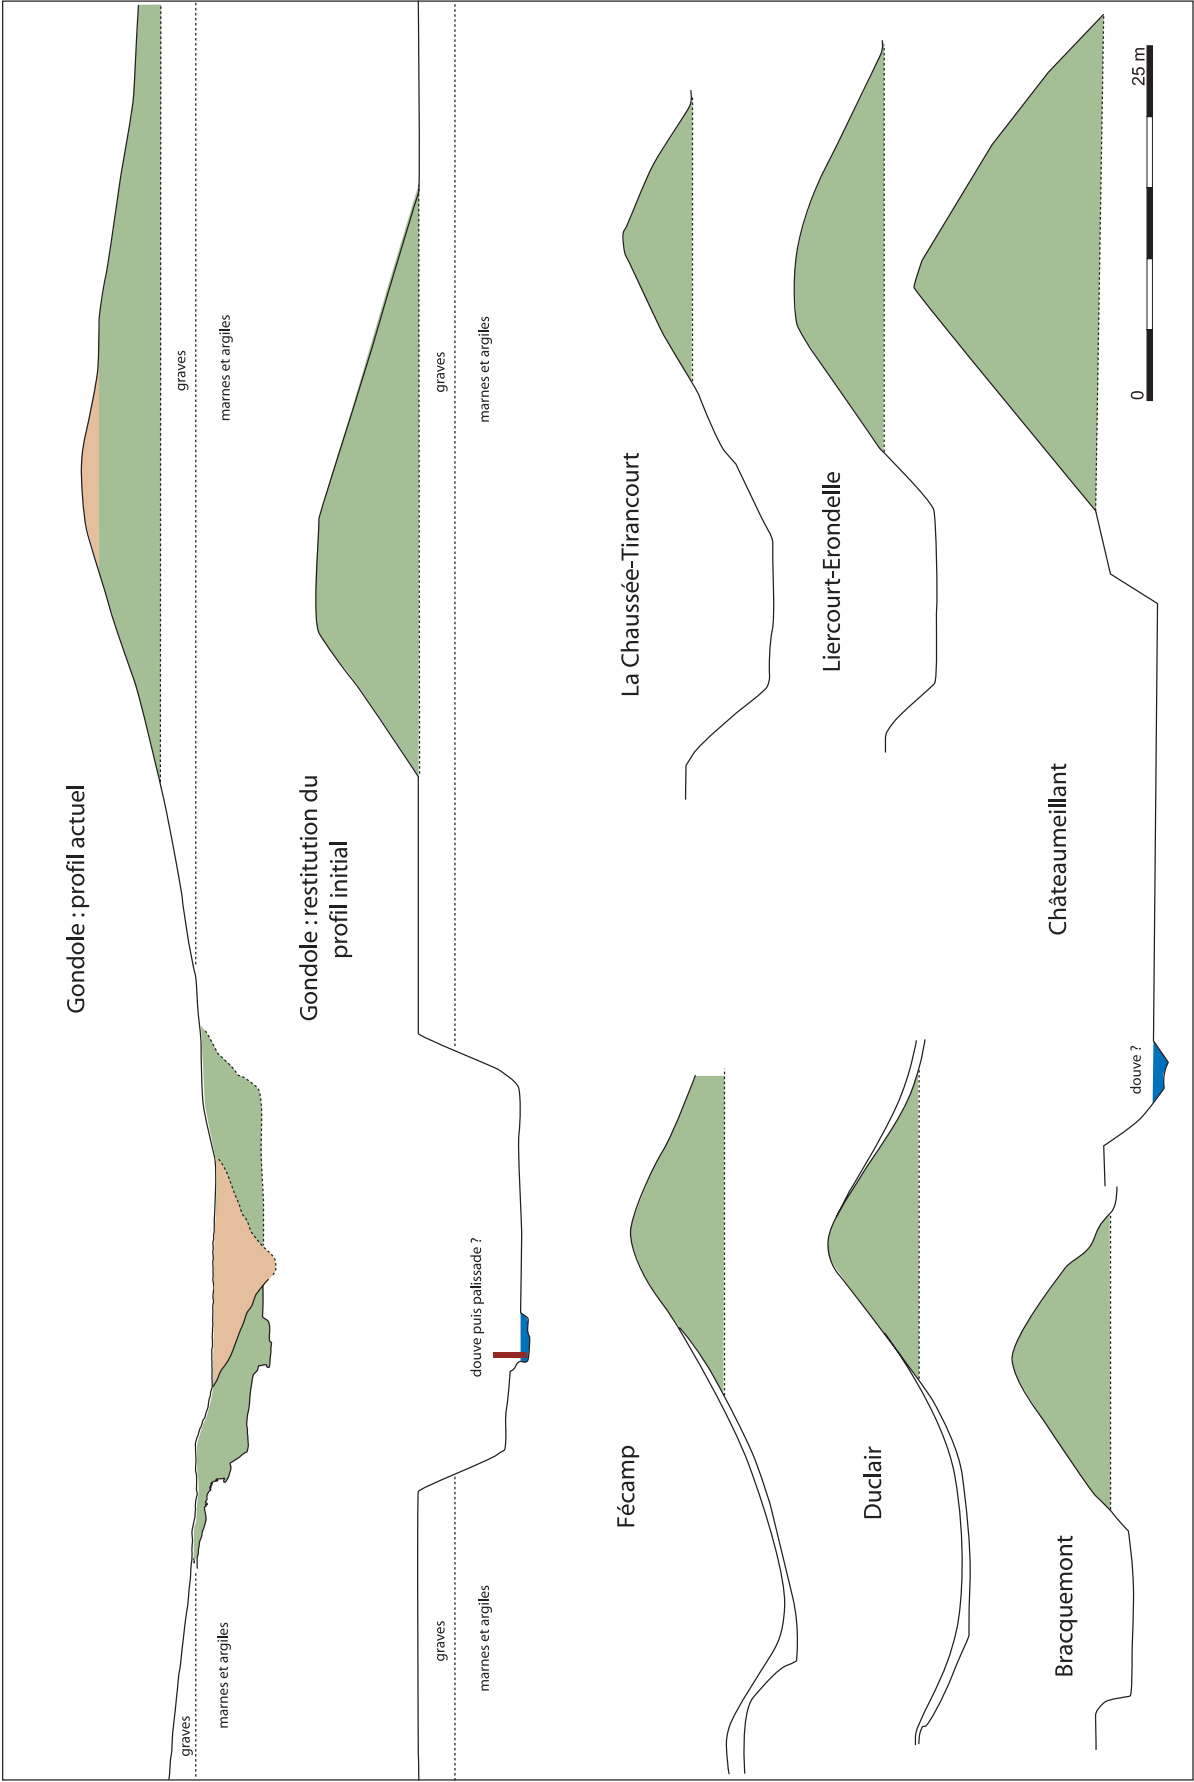 Gondole : profil actuel
graves
marnes et argiles
graves
marnes et argiles
Gondole : restitution du
profil initial
graves
marnes et argiles
douve puis palissade ?
graves
marnes et argiles
Fécamp
La Chaussée-Tirancourt
Duclair
Liercourt-Erondelle
Bracquemont
Châteaumeillant
douve ?
0
25 m